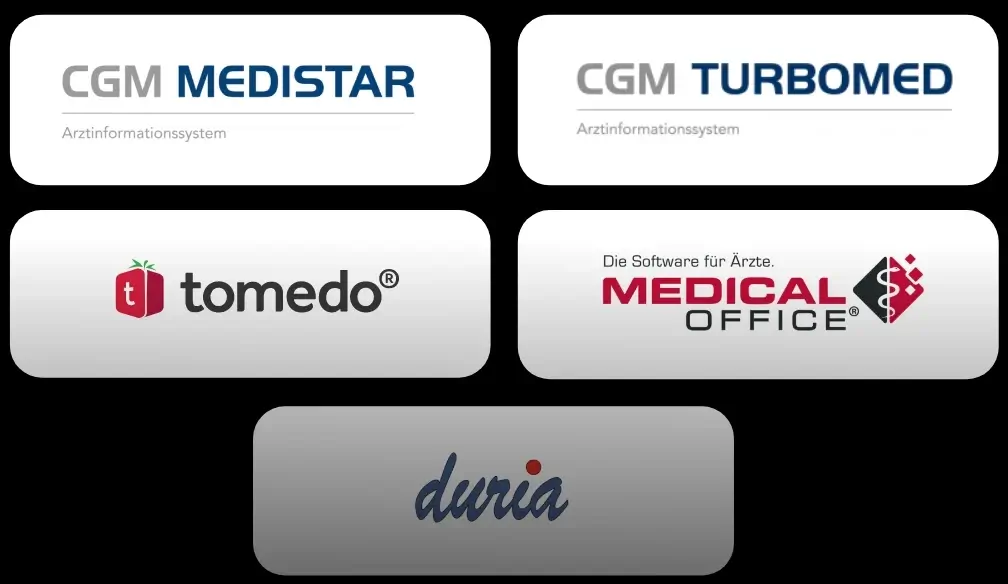 CGM MEDISTAR
Arztinformationssystem
CGM TURBOMED
Arztinformationssystem
t tomedo®
Die Software für Ärzte.
MEDICAL
OFFICE®
duria